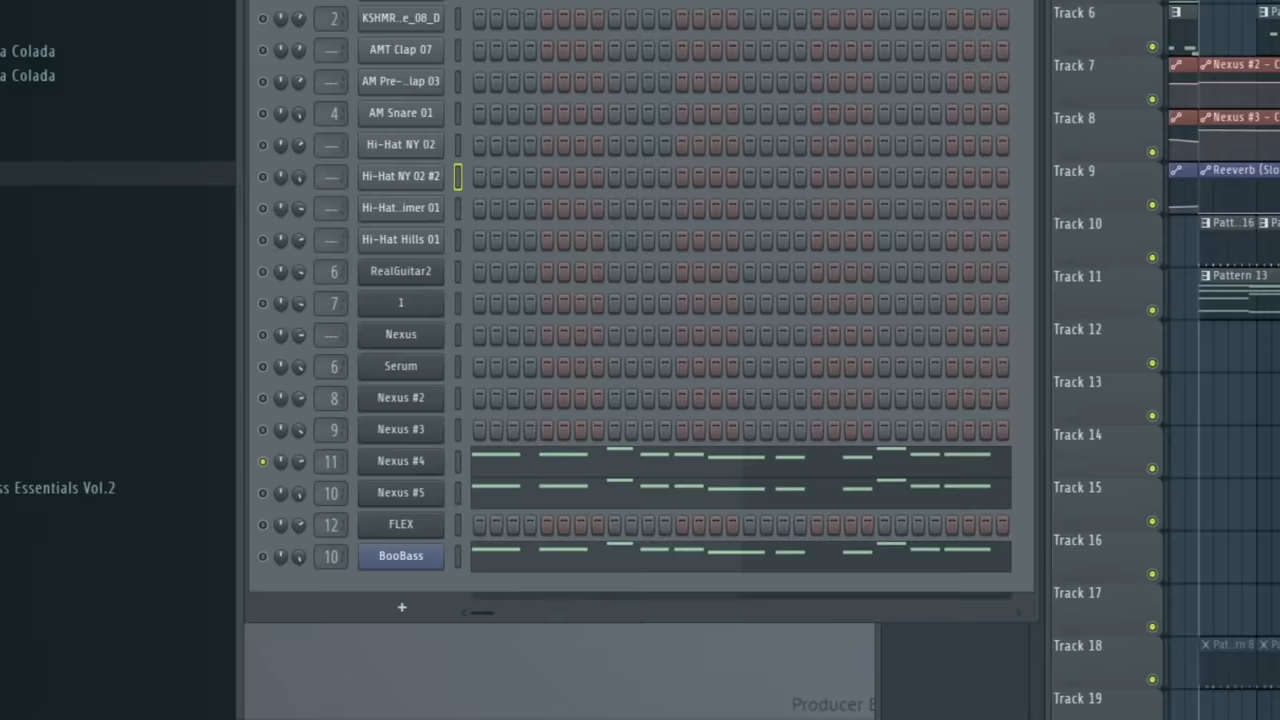 a Colada
a Colada
ss Essentials Vol.2
2 KSHMR..e_08_D
AMT Clap 07
AM Pre-..lap 03
4 AM Snare 01
Hi-Hat NY 02
Hi-Hat NY 02 #2
Hi-Hat..imer 01
Hi-Hat Hills 01
6 RealGuitar2
7 1
Nexus
6 Serum
8 Nexus #2
9 Nexus #3
11 Nexus #4
10 Nexus #5
12 FLEX
10 BooBass
+
Producer E
Track 6
Track 7
Nexus #2 - C
Track 8
Nexus #3 - C
Track 9
Reeverb (Slo
Track 10
Patt..16
Track 11
Pattern 13
Track 12
Track 13
Track 14
Track 15
Track 16
Track 17
Track 18
Pat..rn 8
Track 19